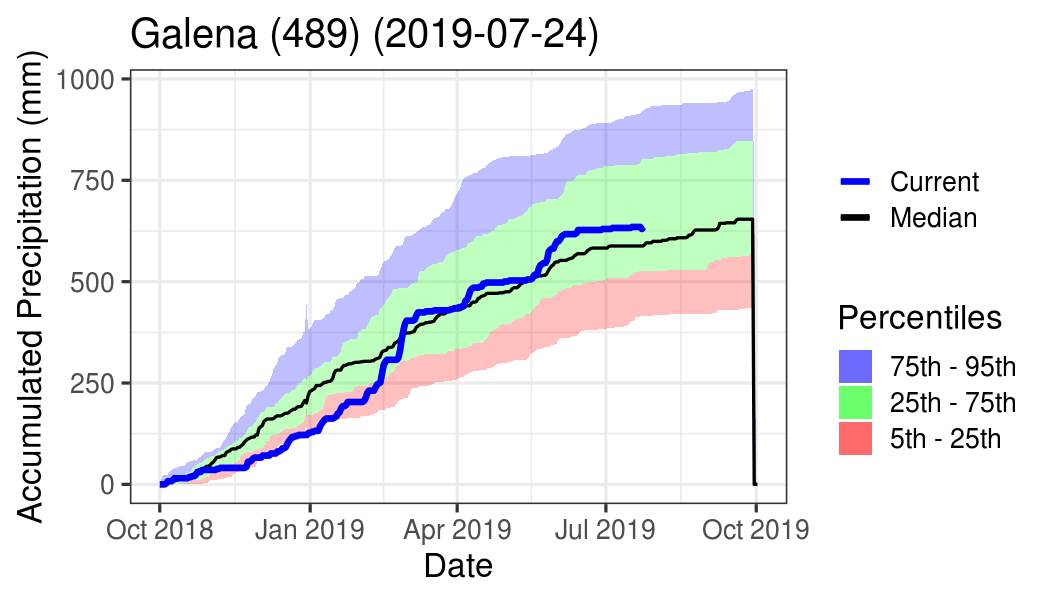 Galena (489) (2019-07-24)
Accumulated Precipitation (mm)
1000
750
500
250
0
Oct 2018
Jan 2019
Apr 2019
Jul 2019
Oct 2019
Date
Current
Median
Percentiles
75th - 95th
25th - 75th
5th - 25th